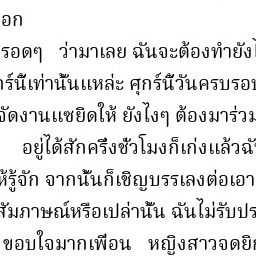 อก
รอดๆ ว่ามาเลย ฉันจะต้องทำยังไ
กร์นี้เท่านั้นแหล่ะ ศุกร์นี้วันครบรอบ
จัดงานแซยิดให้ ยังไงๆ ต้องมาร่วม
อยู่ได้สักครึ่งชั่วโมงก็เก่งแล้วฉั
ห้รู้จัก จากนั้นก็เชิญบรรเลงต่อเอา
สัมภาษณ์หรือเปล่านั้น ฉันไม่รับปร
ขอบใจมากเพื่อน หญิงสาวจดยิก